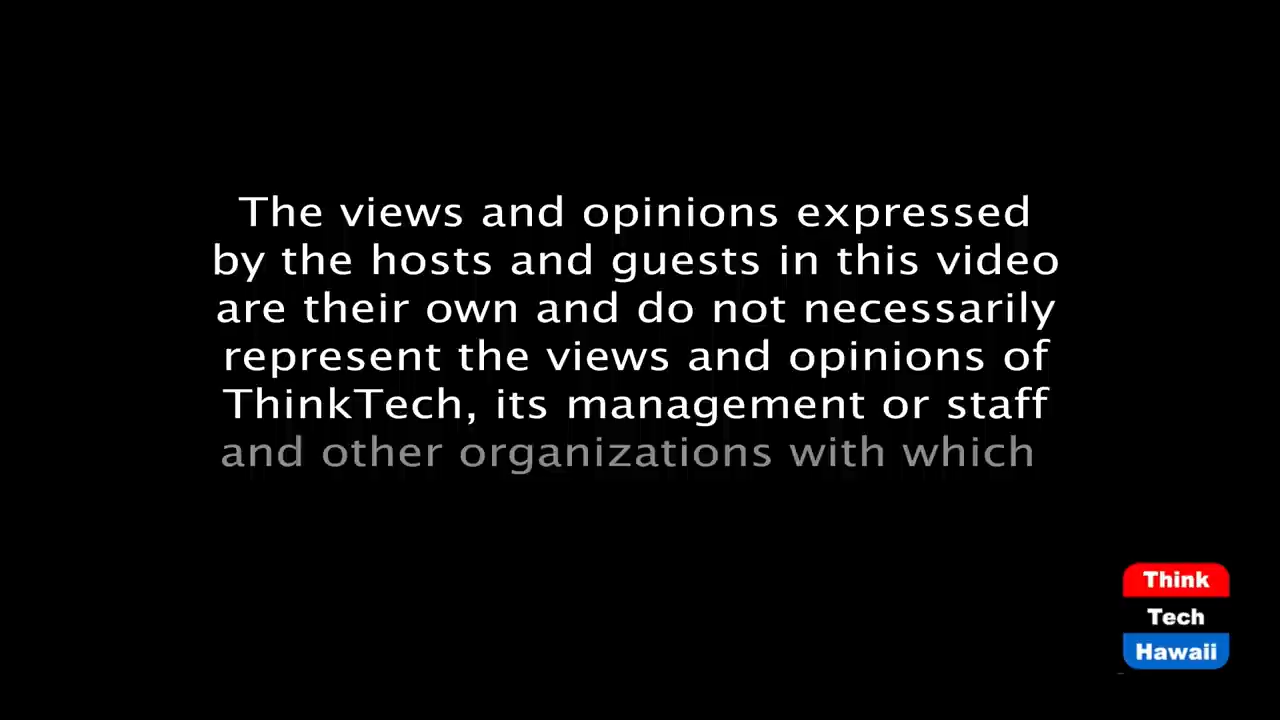 The views and opinions expressed
by the hosts and guests in this video
are their own and do not necessarily
represent the views and opinions of
ThinkTech, its management or staff
and other organizations with which
Think
Tech
Hawaii